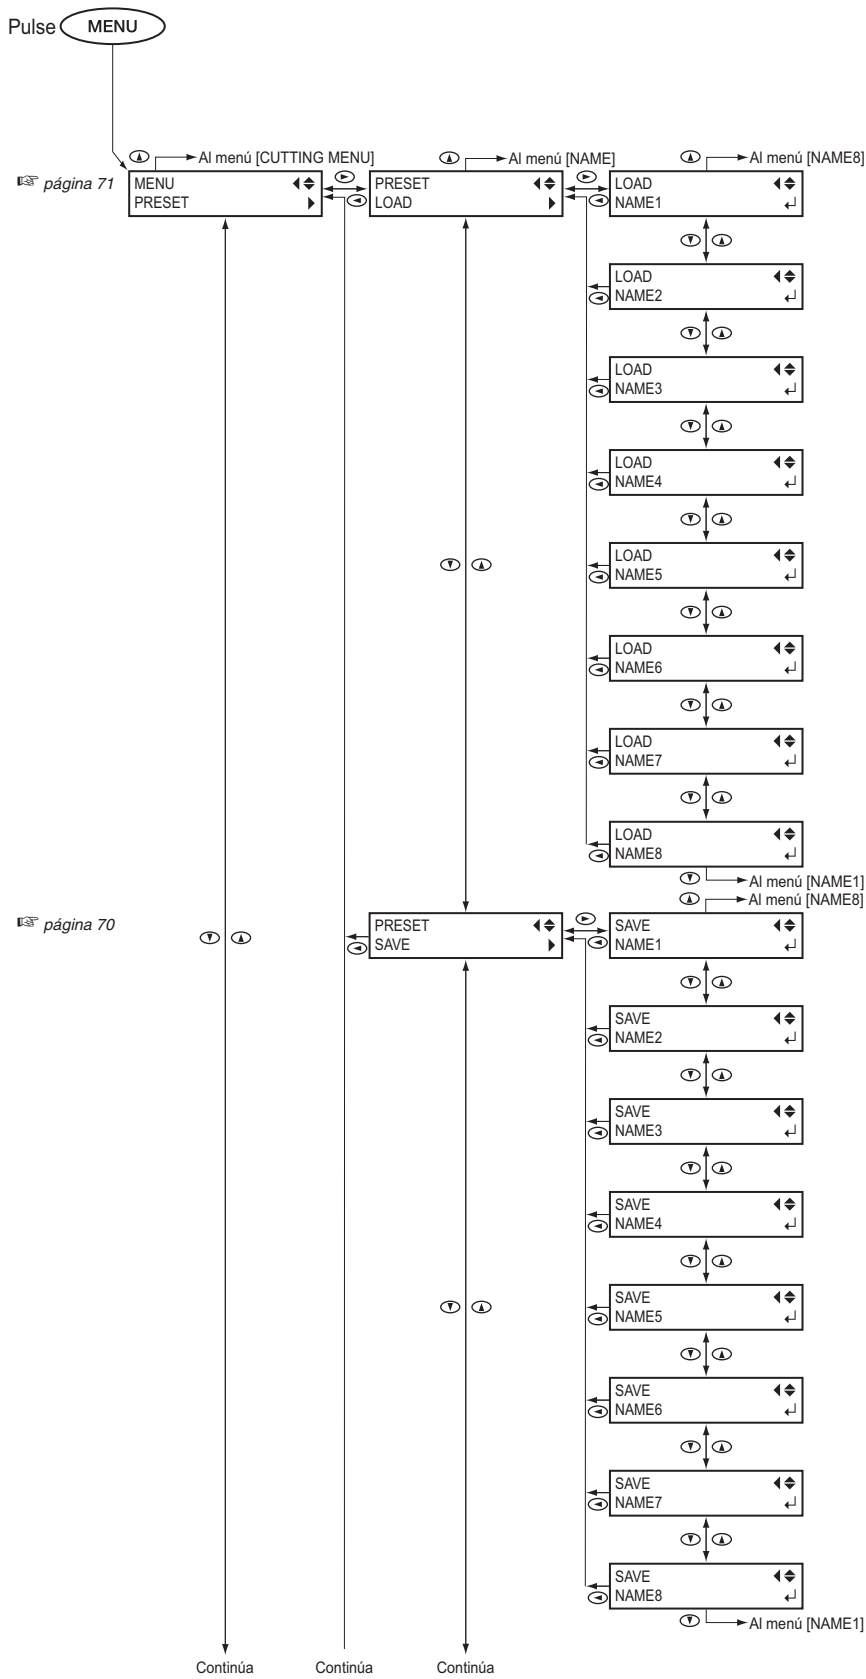 Pulse MENU
Al menú [CUTTING MENU]
Al menú [NAME]
Al menú [NAME8]
☞ página 71
MENU
PRESET
PRESET
LOAD
LOAD
NAME1
LOAD
NAME2
LOAD
NAME3
LOAD
NAME4
LOAD
NAME5
LOAD
NAME6
LOAD
NAME7
LOAD
NAME8
Al menú [NAME1]
Al menú [NAME8]
☞ página 70
PRESET
SAVE
SAVE
NAME1
SAVE
NAME2
SAVE
NAME3
SAVE
NAME4
SAVE
NAME5
SAVE
NAME6
SAVE
NAME7
SAVE
NAME8
Al menú [NAME1]
Continúa
Continúa
Continúa